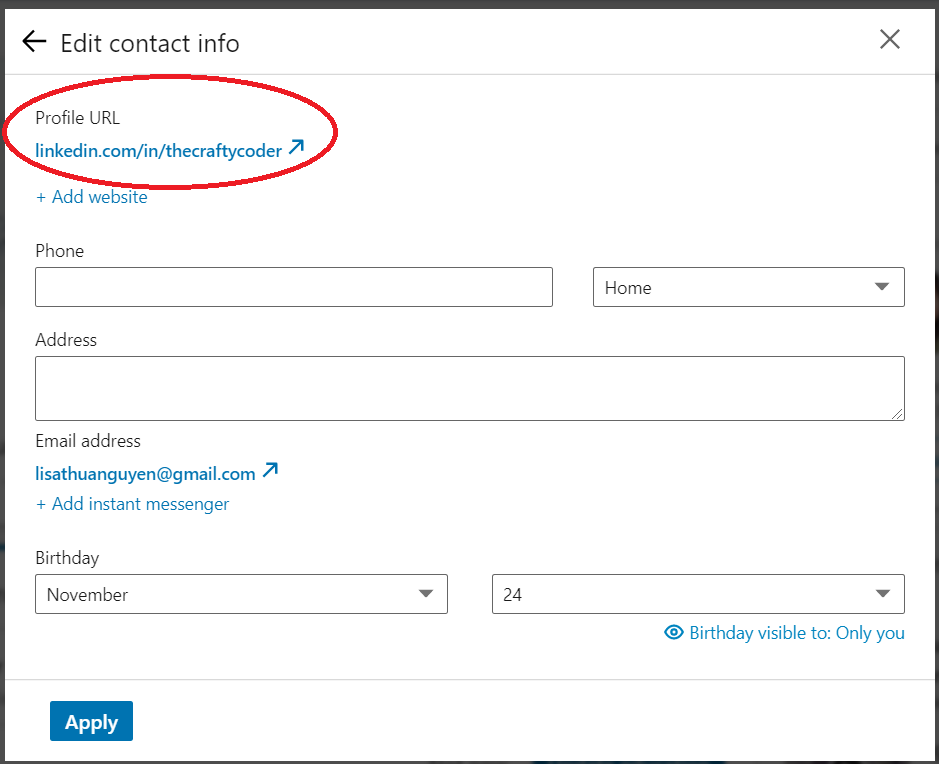 Edit contact info
Profile URL
linkedin.com/in/thecraftycoder
+ Add website
Phone
Home
Address
Email address
lisathuanguyen@gmail.com
+ Add instant messenger
Birthday
November 24
Birthday visible to: Only you
Apply